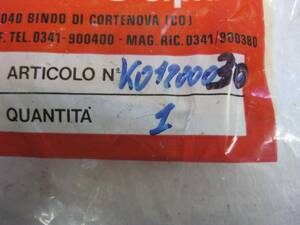 040 BINDO DI CORTENOVA (CO)
F. TEL. 0341-900400 - MAG. RIC. 0341/900380
ARTICOLO N° K01200030
QUANTITÀ 1